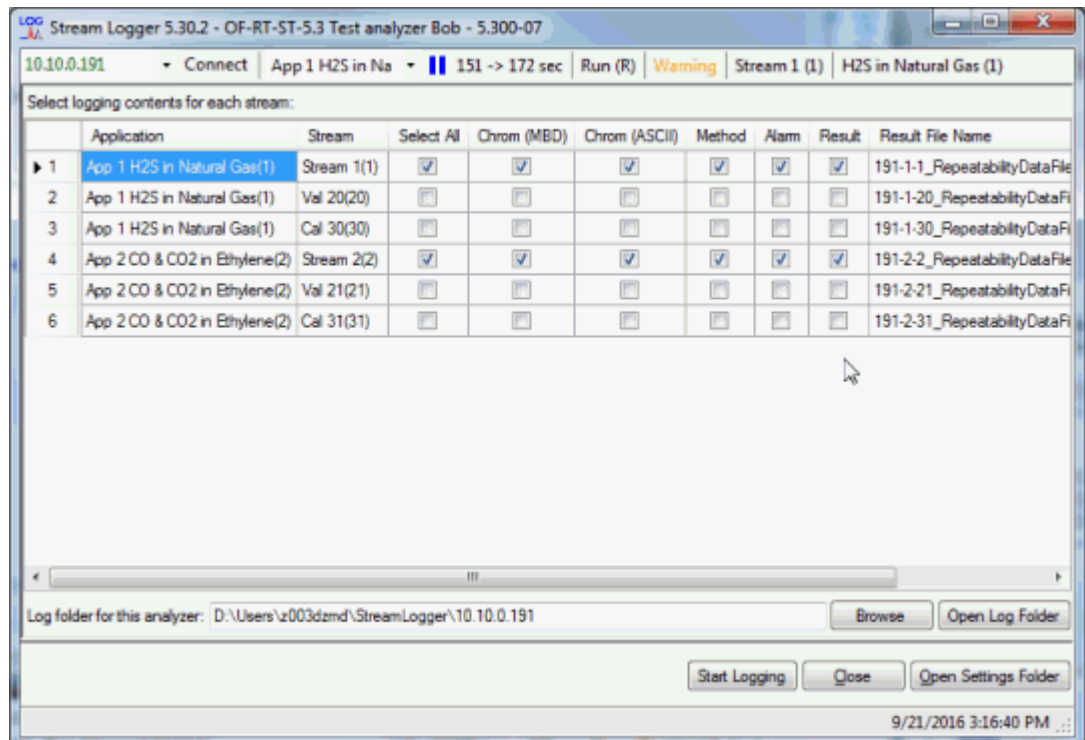 LOG
Stream Logger 5.30.2 - OF-RT-ST-5.3 Test analyzer Bob - 5.300-07
10.10.0.191 Connect App 1 H2S in Na 151 -> 172 sec Run (R) Warning Stream 1 (1) H2S in Natural Gas (1)
Select logging contents for each stream:
Application Stream Select All Chrom (MBD) Chrom (ASCII) Method Alarm Result Result File Name
1 App 1 H2S in Natural Gas(1) Stream 1(1) 191-1-1_RepeatabilityDataFile
2 App 1 H2S in Natural Gas(1) Val 20(20) 191-1-20_RepeatabilityDataFi
3 App 1 H2S in Natural Gas(1) Cal 30(30) 191-1-30_RepeatabilityDataFi
4 App 2 CO & CO2 in Ethylene(2) Stream 2(2) 191-2-2_RepeatabilityDataFile
5 App 2 CO & CO2 in Ethylene(2) Val 21(21) 191-2-21_RepeatabilityDataFi
6 App 2 CO & CO2 in Ethylene(2) Cal 31(31) 191-2-31_RepeatabilityDataFi
Log folder for this analyzer: D:\Users\z003dzmd\StreamLogger\10.10.0.191 Browse Open Log Folder
Start Logging Close Open Settings Folder
9/21/2016 3:16:40 PM